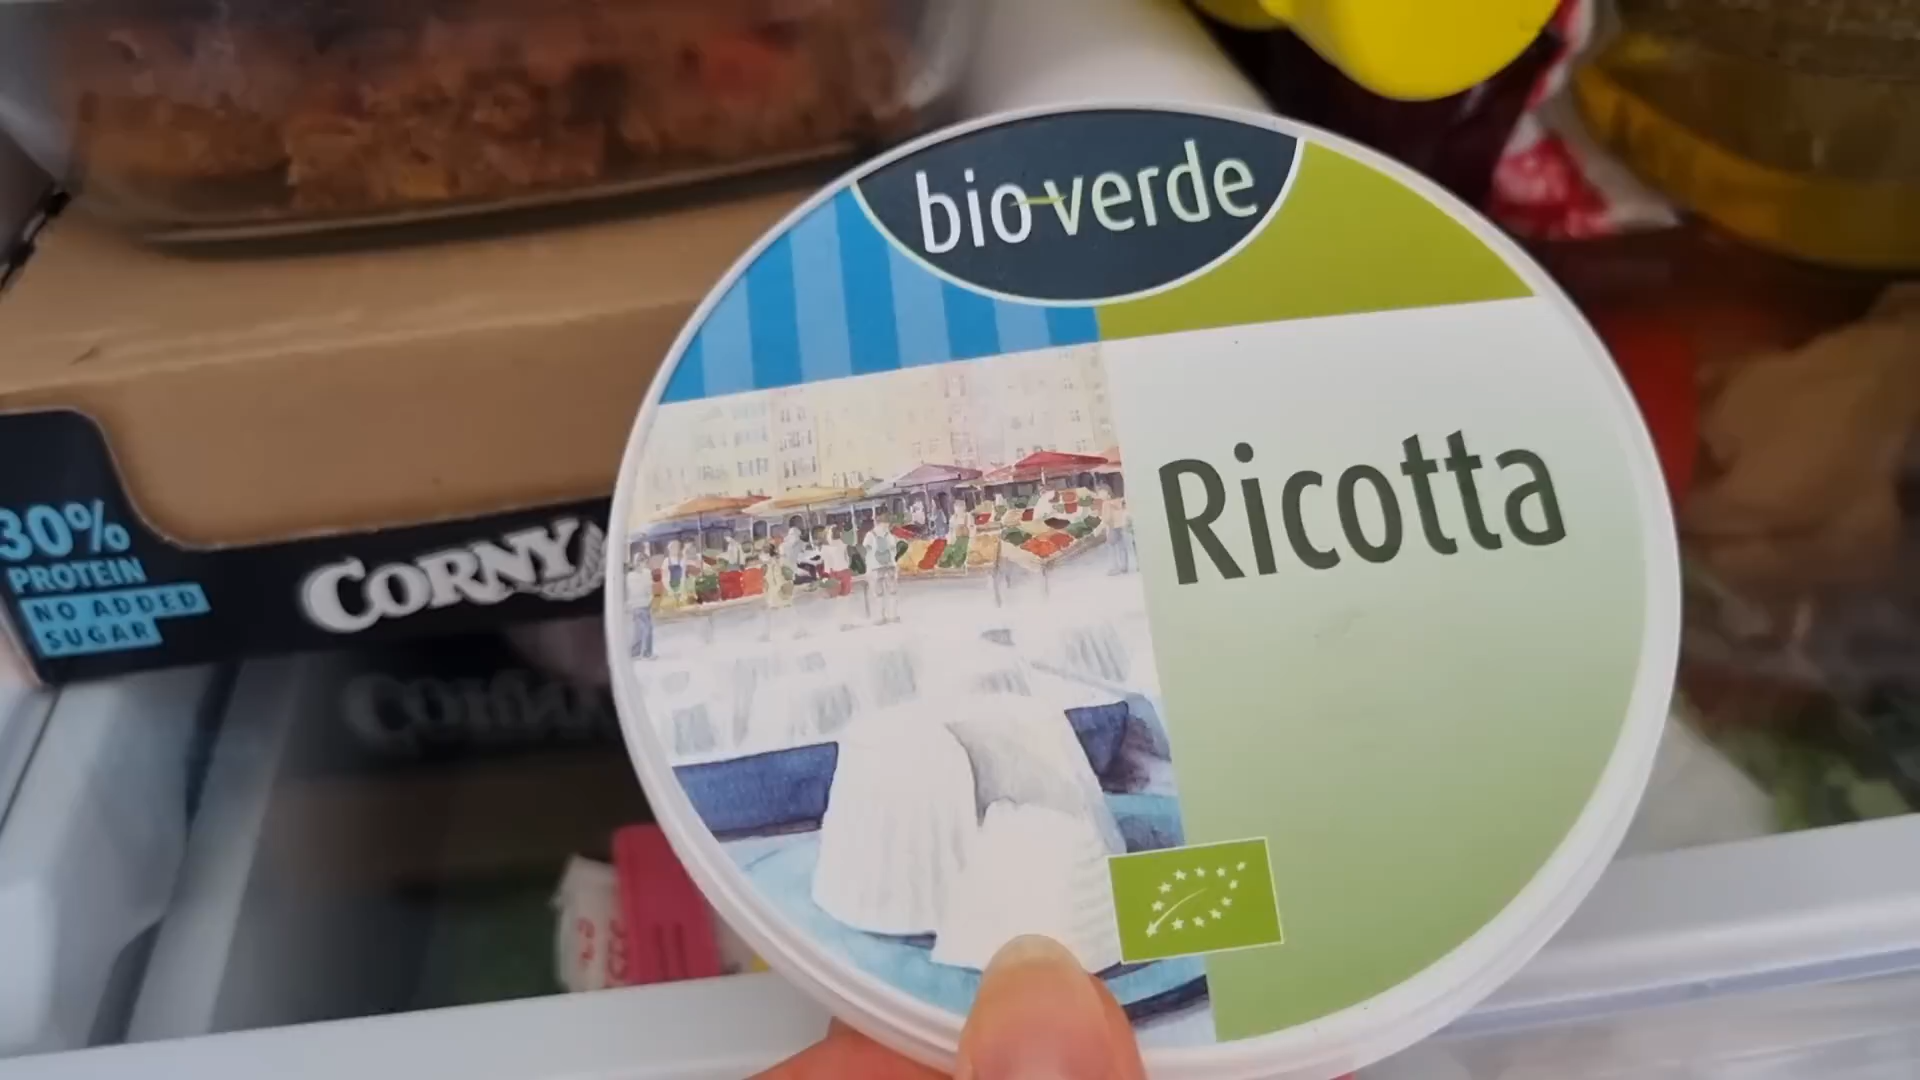 bio-verde
Ricotta
30%
PROTEIN
NO ADDED
SUGAR
CORNY